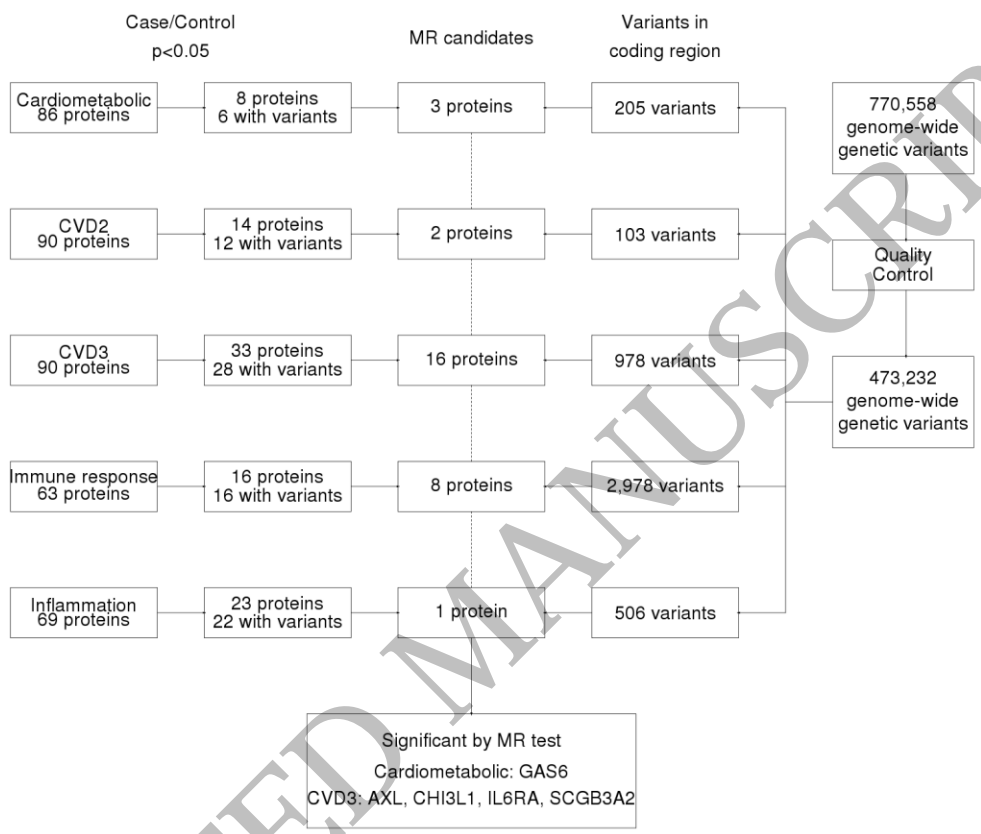 Case/Control
p<0.05
MR candidates
Variants in
coding region
Cardiometabolic
86 proteins
8 proteins
6 with variants
3 proteins
205 variants
770,558
genome-wide
genetic variants
CVD2
90 proteins
14 proteins
12 with variants
2 proteins
103 variants
Quality
Control
CVD3
90 proteins
33 proteins
28 with variants
16 proteins
978 variants
473,232
genome-wide
genetic variants
Immune response
63 proteins
16 proteins
16 with variants
8 proteins
2,978 variants
Inflammation
69 proteins
23 proteins
22 with variants
1 protein
506 variants
Significant by MR test
Cardiometabolic: GAS6
CVD3: AXL, CHI3L1, IL6RA, SCGB3A2
ED MANUSCRIP